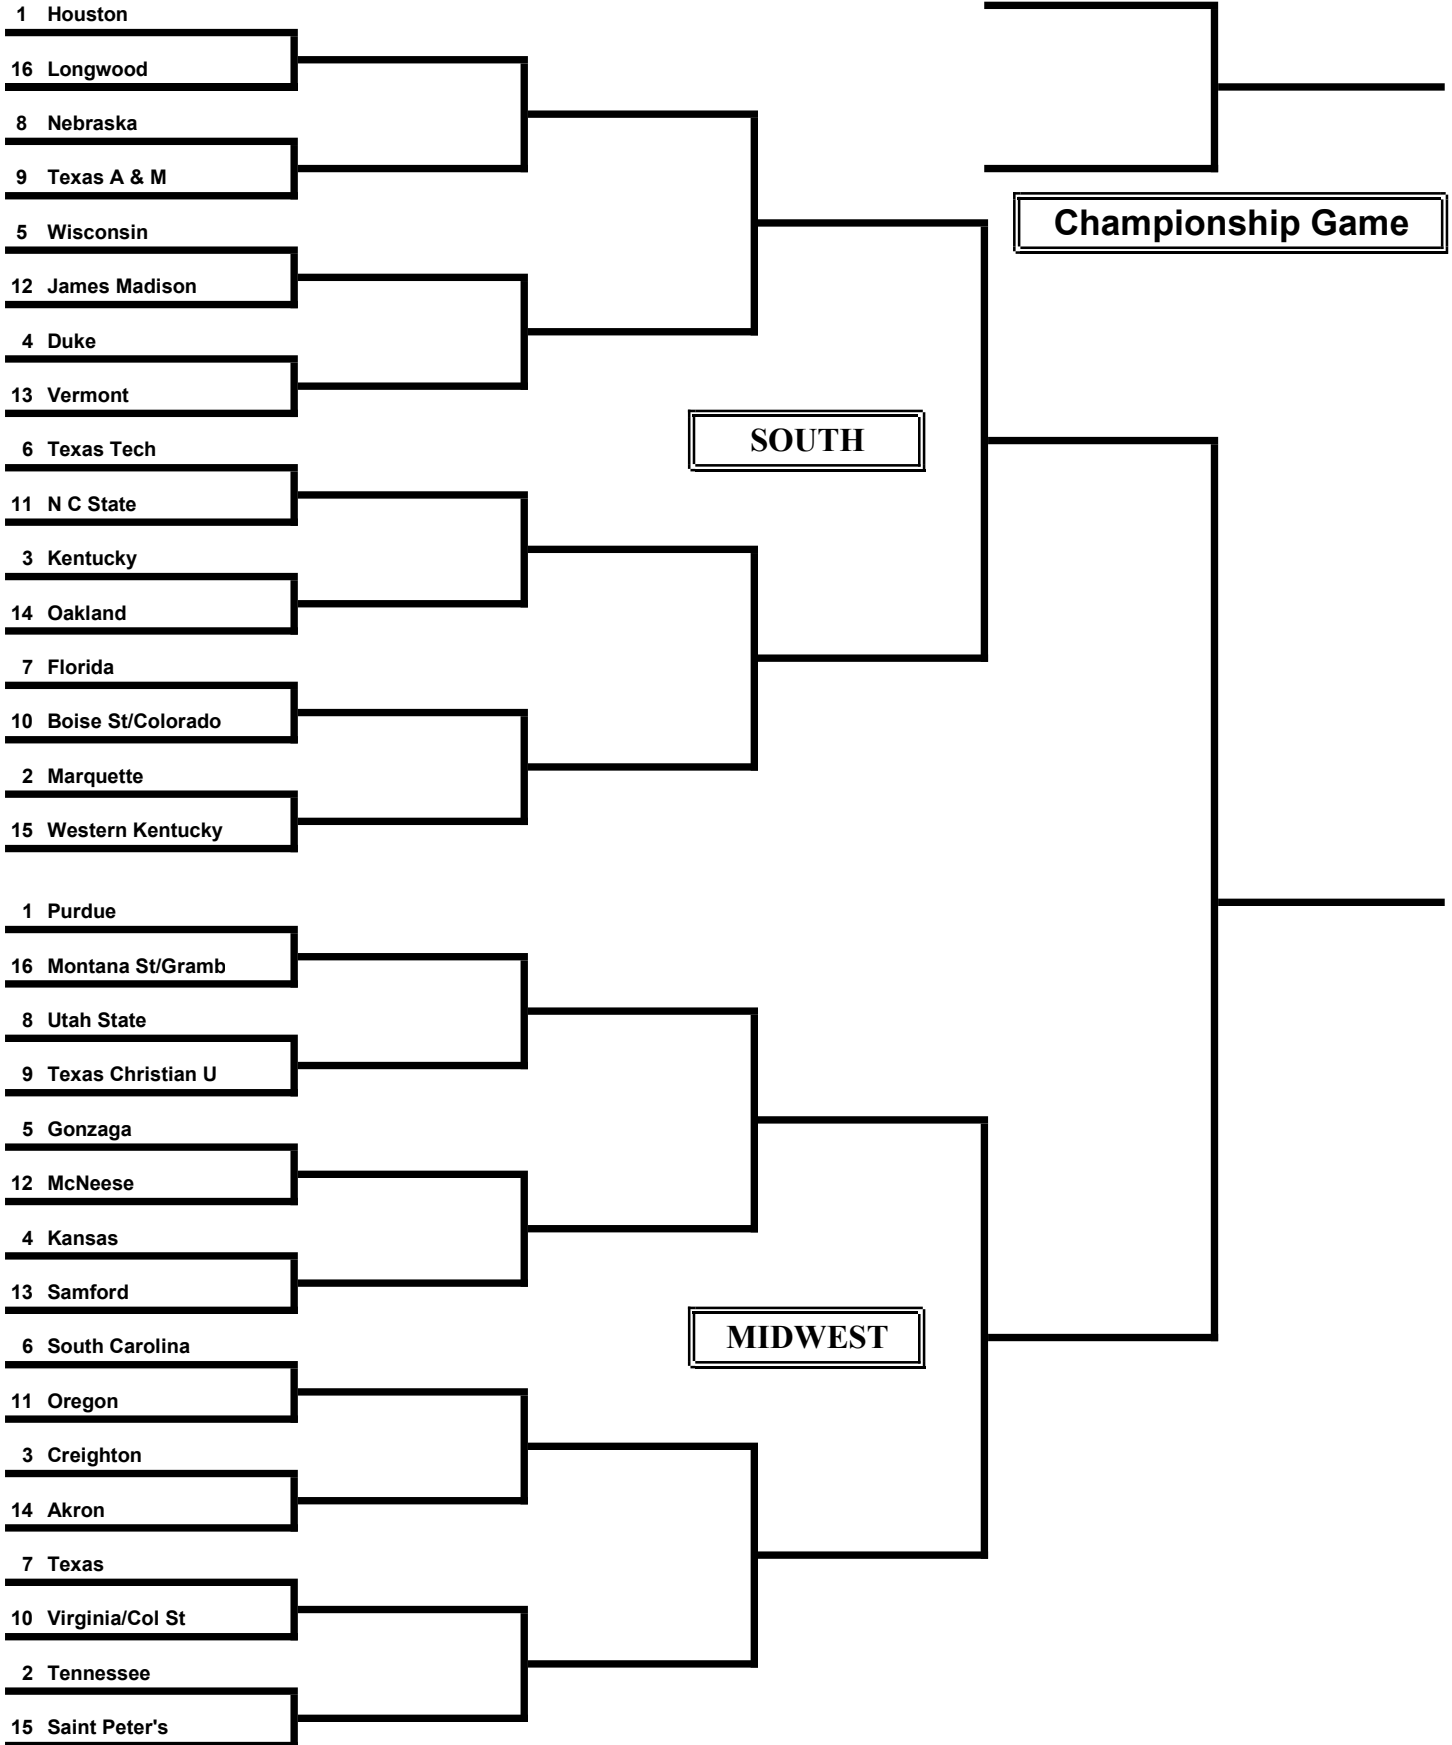 1 Houston
16 Longwood
8 Nebraska
9 Texas A & M
Championship Game
5 Wisconsin
12 James Madison
4 Duke
13 Vermont
SOUTH
6 Texas Tech
11 N C State
3 Kentucky
14 Oakland
7 Florida
10 Boise St/Colorado
2 Marquette
15 Western Kentucky
1 Purdue
16 Montana St/Gramb
8 Utah State
9 Texas Christian U
5 Gonzaga
12 McNeese
4 Kansas
13 Samford
MIDWEST
6 South Carolina
11 Oregon
3 Creighton
14 Akron
7 Texas
10 Virginia/Col St
2 Tennessee
15 Saint Peter's